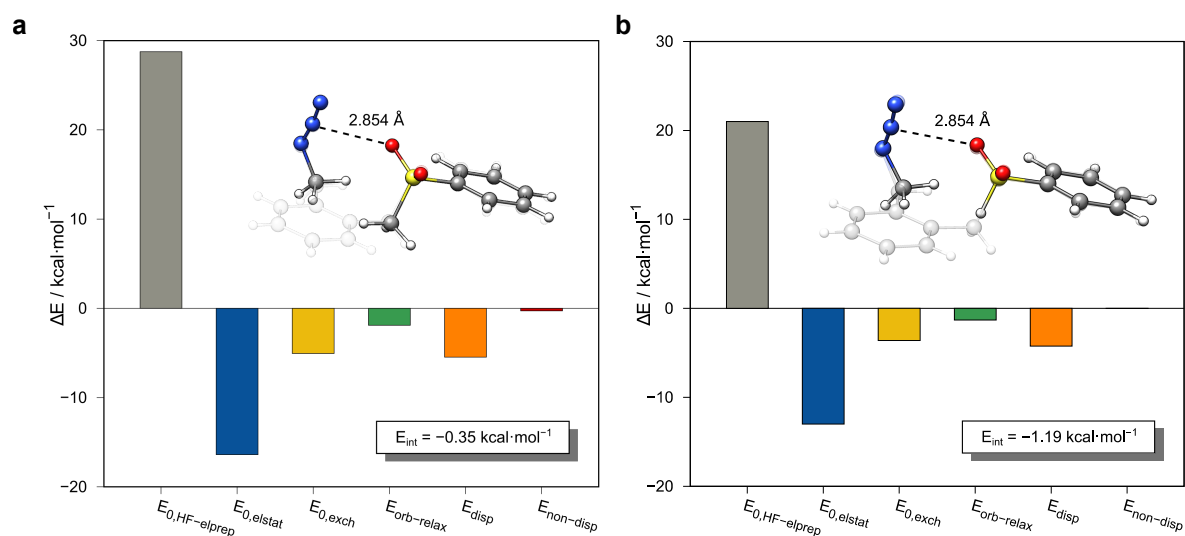 a
30
20
10
0
−10
−20
ΔE / kcal·mol⁻¹
2.854 Å
E_int = −0.35 kcal·mol⁻¹
E_0,HF−elprep
E_0,elstat
E_0,exch
E_orb−relax
E_disp
E_non−disp
b
30
20
10
0
−10
−20
ΔE / kcal·mol⁻¹
2.854 Å
E_int = −1.19 kcal·mol⁻¹
E_0,HF−elprep
E_0,elstat
E_0,exch
E_orb−relax
E_disp
E_non−disp